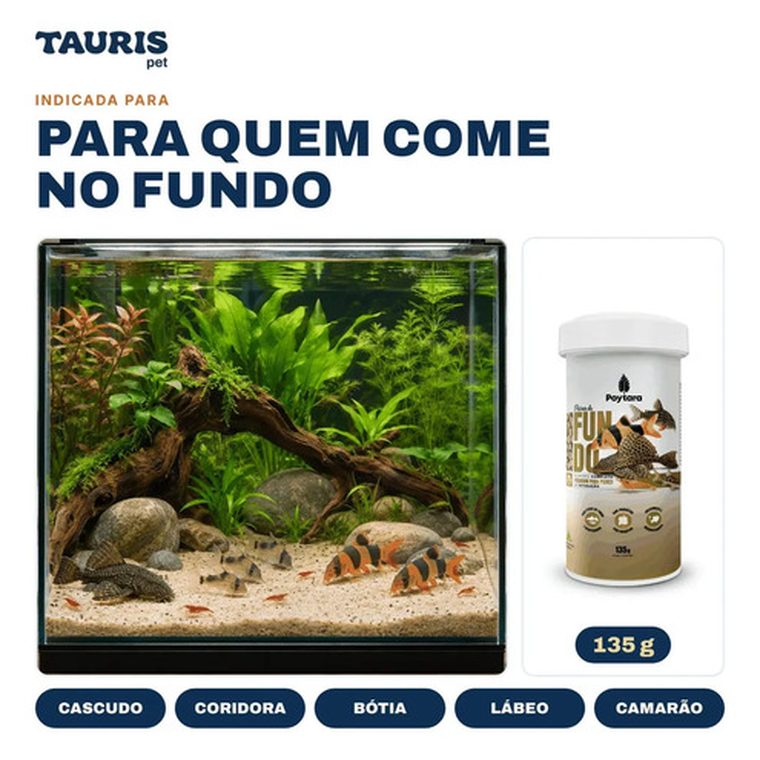 TAURIS
pet
INDICADA PARA
PARA QUEM COME
NO FUNDO
Poytara
FUN
DO
135g
135 g
CASCUDO
CORIDORA
BÓTIA
LÁBEO
CAMARÃO